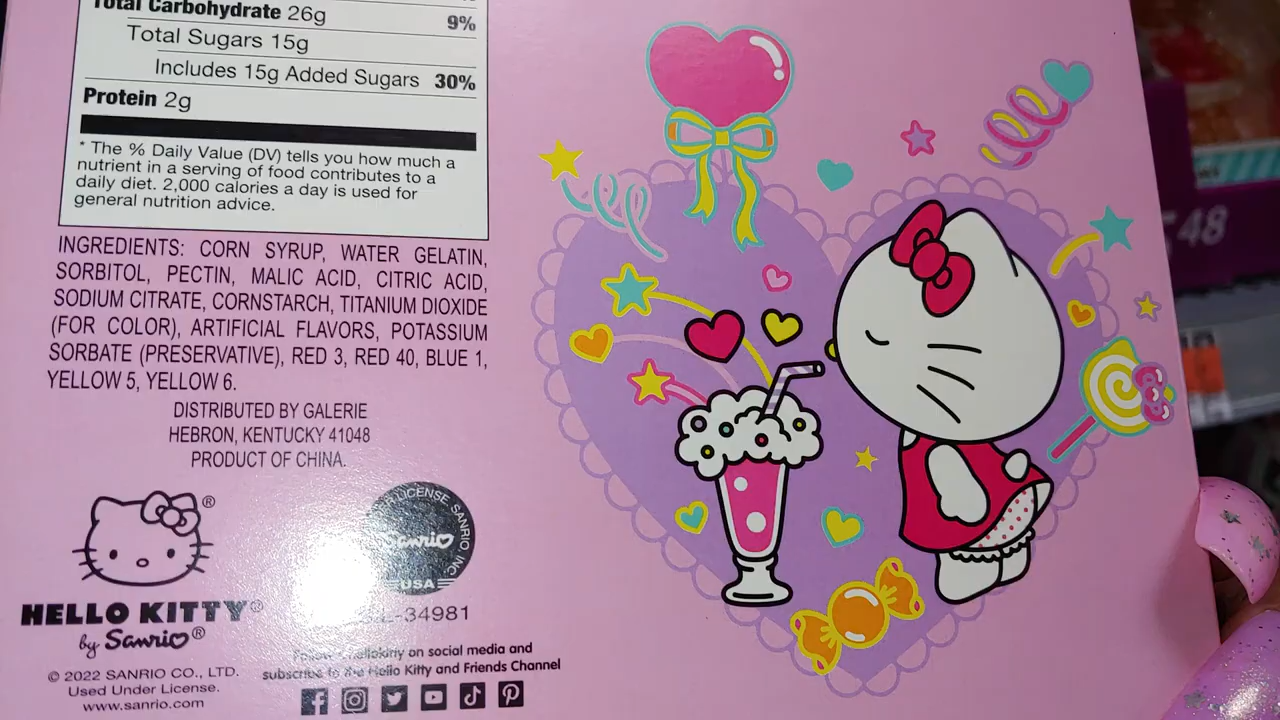 Total Carbohydrate 26g 9%
Total Sugars 15g
Includes 15g Added Sugars 30%
Protein 2g
* The % Daily Value (DV) tells you how much a
nutrient in a serving of food contributes to a
daily diet. 2,000 calories a day is used for
general nutrition advice.
INGREDIENTS: CORN SYRUP, WATER GELATIN,
SORBITOL, PECTIN, MALIC ACID, CITRIC ACID,
SODIUM CITRATE, CORNSTARCH, TITANIUM DIOXIDE
(FOR COLOR), ARTIFICIAL FLAVORS, POTASSIUM
SORBATE (PRESERVATIVE), RED 3, RED 40, BLUE 1,
YELLOW 5, YELLOW 6.
DISTRIBUTED BY GALERIE
HEBRON, KENTUCKY 41048
PRODUCT OF CHINA.
®
LICENSE SANRIO, INC.
Sanrio
USA
-34981
HELLO KITTY®
by Sanrio®
on social media and
subscribe to the Hello Kitty and Friends Channel
© 2022 SANRIO CO., LTD.
Used Under License.
www.sanrio.com
48